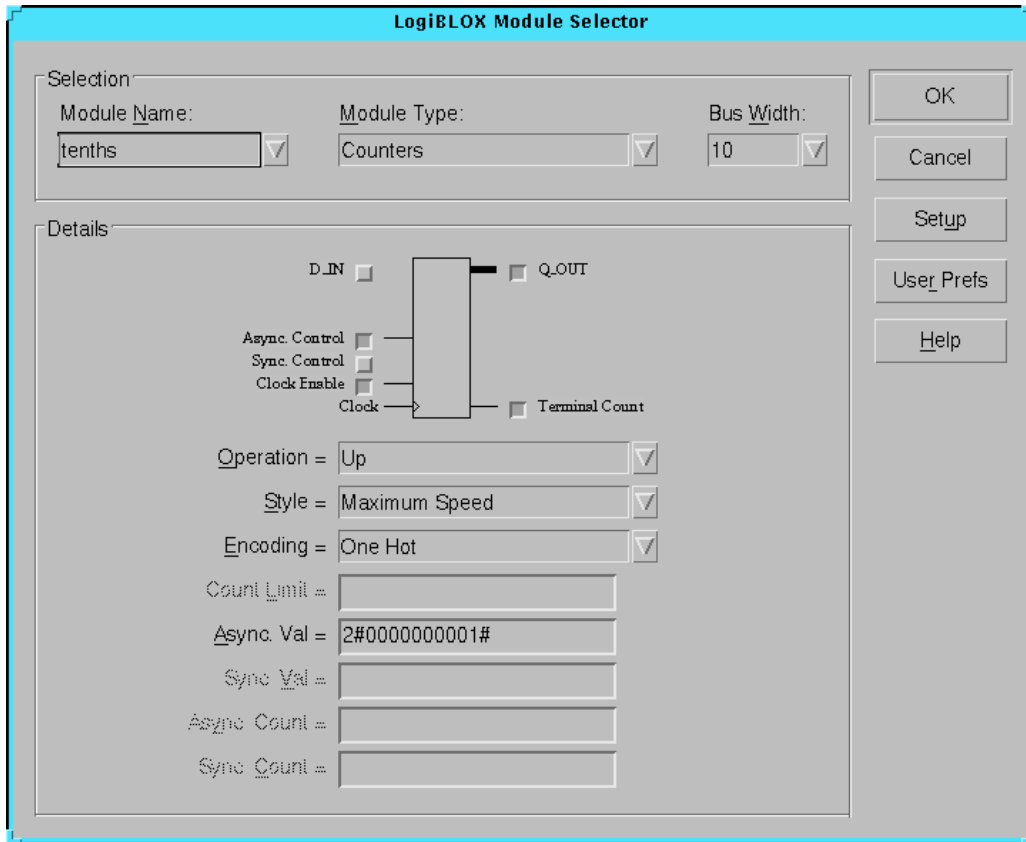 LogiBLOX Module Selector
Selection
Module Name: Module Type: Bus Width:
tenths Counters 10
OK
Cancel
Setup
User Prefs
Help
Details
D_IN Q_OUT
Async. Control
Sync. Control
Clock Enable
Clock Terminal Count
Operation = Up
Style = Maximum Speed
Encoding = One Hot
Count Limit =
Async. Val = 2#0000000001#
Sync. Val =
Async. Count =
Sync. Count =